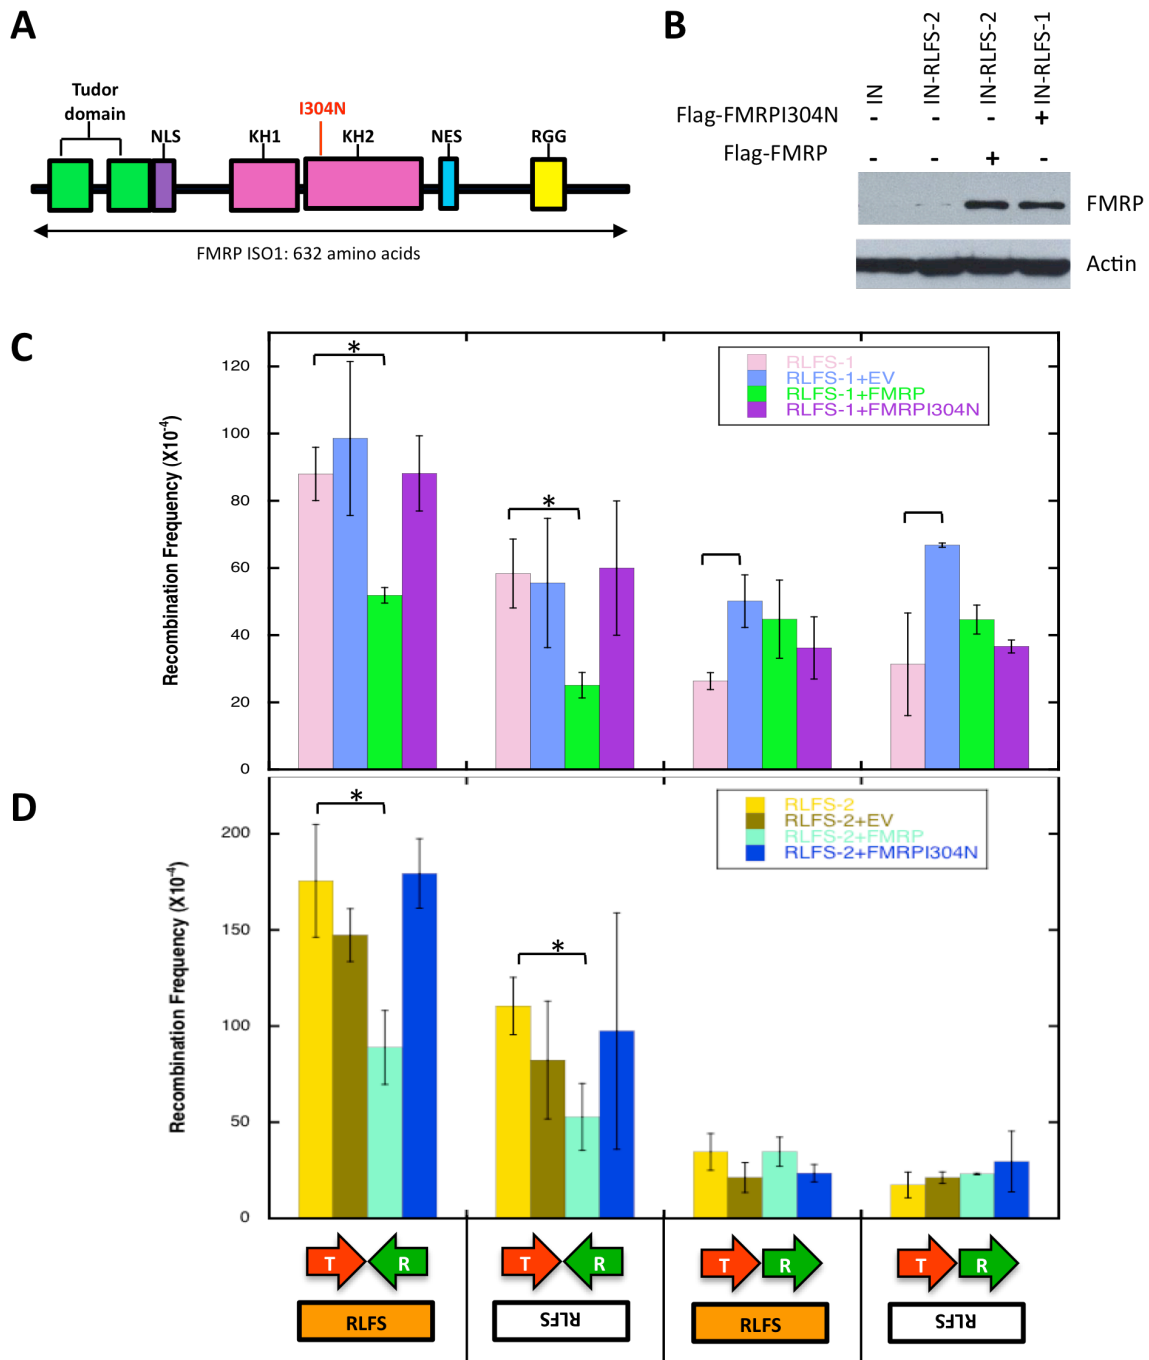 A
Tudor
domain
I304N
NLS
KH1
KH2
NES
RGG
FMRP ISO1: 632 amino acids
B
IN
IN-RLFS-2
IN-RLFS-2
IN-RLFS-1
Flag-FMRPI304N - - - +
Flag-FMRP - - + -
FMRP
Actin
C
Recombination Frequency (X10⁻⁴)
120
100
80
60
40
20
0
*
*
RLFS-1
RLFS-1+EV
RLFS-1+FMRP
RLFS-1+FMRPI304N
D
Recombination Frequency (X10⁻⁴)
200
150
100
50
0
*
*
RLFS-2
RLFS-2+EV
RLFS-2+FMRP
RLFS-2+FMRPI304N
T R T R T R T R
RLFS RLFS RLFS RLFS